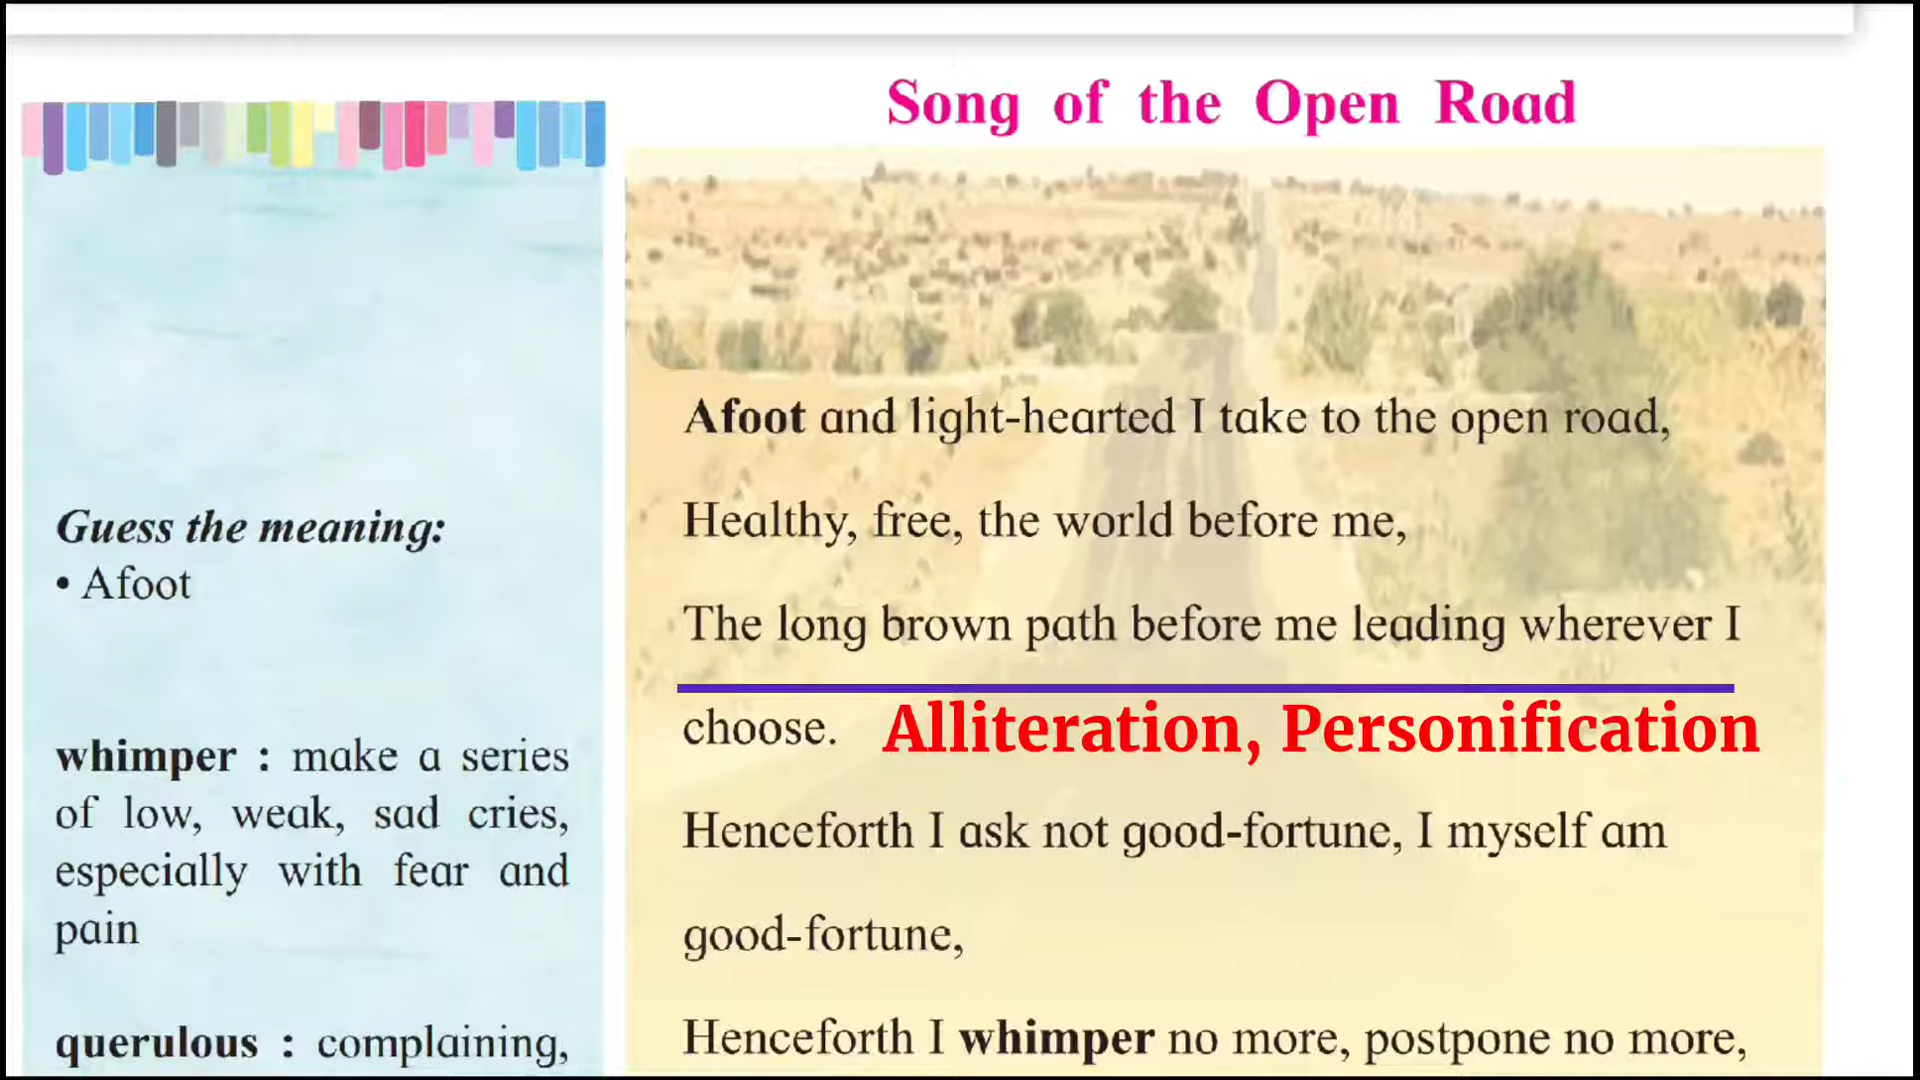 Song of the Open Road
Guess the meaning:
• Afoot
whimper : make a series
of low, weak, sad cries,
especially with fear and
pain
querulous : complaining,
Afoot and light-hearted I take to the open road,
Healthy, free, the world before me,
The long brown path before me leading wherever I
choose. Alliteration, Personification
Henceforth I ask not good-fortune, I myself am
good-fortune,
Henceforth I whimper no more, postpone no more,